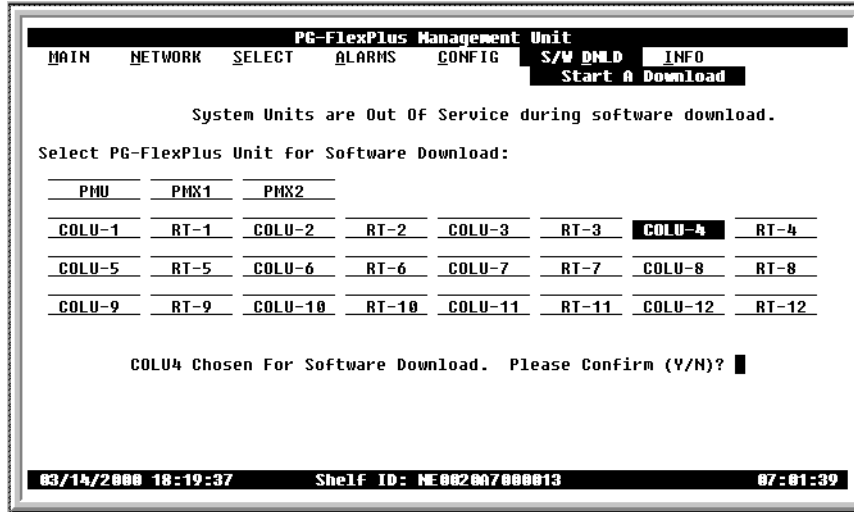 PG-FlexPlus Management Unit
MAIN NETWORK SELECT ALARMS CONFIG S/W DNLD INFO
Start A Download
System Units are Out Of Service during software download.
Select PG-FlexPlus Unit for Software Download:
PMU PMX1 PMX2
COLU-1 RT-1 COLU-2 RT-2 COLU-3 RT-3 COLU-4 RT-4
COLU-5 RT-5 COLU-6 RT-6 COLU-7 RT-7 COLU-8 RT-8
COLU-9 RT-9 COLU-10 RT-10 COLU-11 RT-11 COLU-12 RT-12
COLU4 Chosen For Software Download. Please Confirm (Y/N)?
03/14/2000 18:19:37 Shelf ID: NE0020A7000013 07:01:39